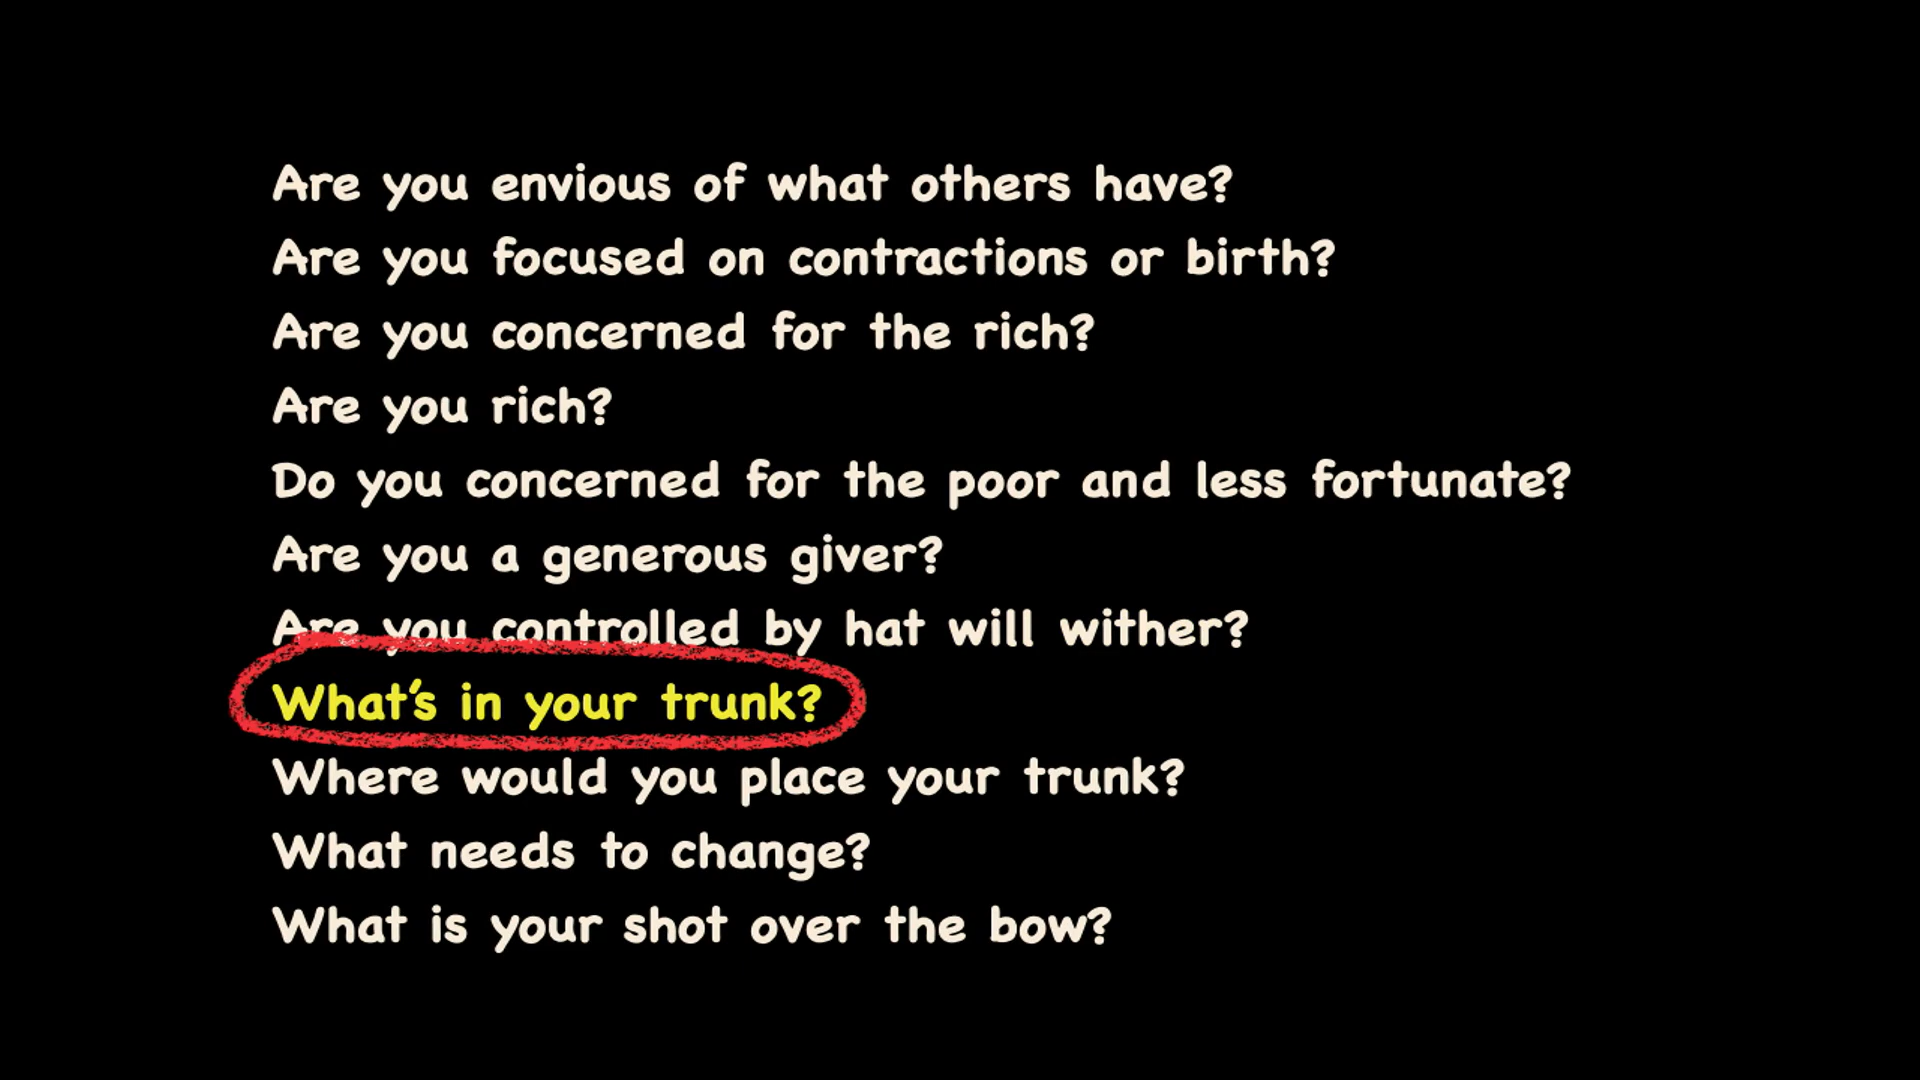 Are you envious of what others have?
Are you focused on contractions or birth?
Are you concerned for the rich?
Are you rich?
Do you concerned for the poor and less fortunate?
Are you a generous giver?
Are you controlled by hat will wither?
What's in your trunk?
Where would you place your trunk?
What needs to change?
What is your shot over the bow?